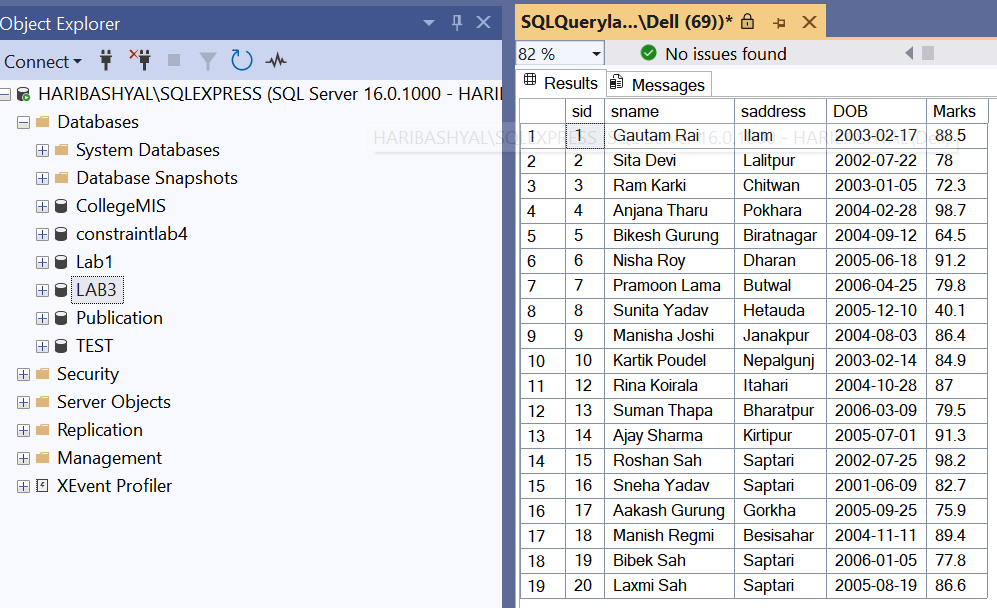 Object Explorer
Connect
HARIBASHYAL\SQLEXPRESS (SQL Server 16.0.1000 - HARI
Databases
System Databases
Database Snapshots
CollegeMIS
constraintlab4
Lab1
LAB3
Publication
TEST
Security
Server Objects
Replication
Management
XEvent Profiler
SQLQueryla...\Dell (69))*
82 %
No issues found
Results Messages
sid sname saddress DOB Marks
1 1 Gautam Rai Ilam 2003-02-17 88.5
2 2 Sita Devi Lalitpur 2002-07-22 78
3 3 Ram Karki Chitwan 2003-01-05 72.3
4 4 Anjana Tharu Pokhara 2004-02-28 98.7
5 5 Bikesh Gurung Biratnagar 2004-09-12 64.5
6 6 Nisha Roy Dharan 2005-06-18 91.2
7 7 Pramoon Lama Butwal 2006-04-25 79.8
8 8 Sunita Yadav Hetauda 2005-12-10 40.1
9 9 Manisha Joshi Janakpur 2004-08-03 86.4
10 10 Kartik Poudel Nepalgunj 2003-02-14 84.9
11 12 Rina Koirala Itahari 2004-10-28 87
12 13 Suman Thapa Bharatpur 2006-03-09 79.5
13 14 Ajay Sharma Kirtipur 2005-07-01 91.3
14 15 Roshan Sah Saptari 2002-07-25 98.2
15 16 Sneha Yadav Saptari 2001-06-09 82.7
16 17 Aakash Gurung Gorkha 2005-09-25 75.9
17 18 Manish Regmi Besisahar 2004-11-11 89.4
18 19 Bibek Sah Saptari 2006-01-05 77.8
19 20 Laxmi Sah Saptari 2005-08-19 86.6